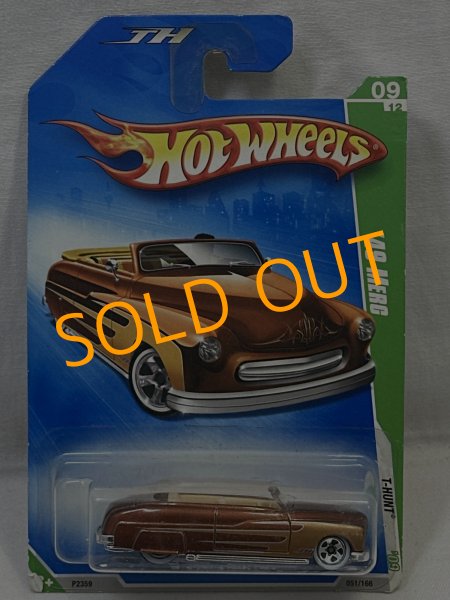 TH
09
12
HOT WHEELS
SOLD OUT
'49 MERC
T-HUNT
P2359
051/166